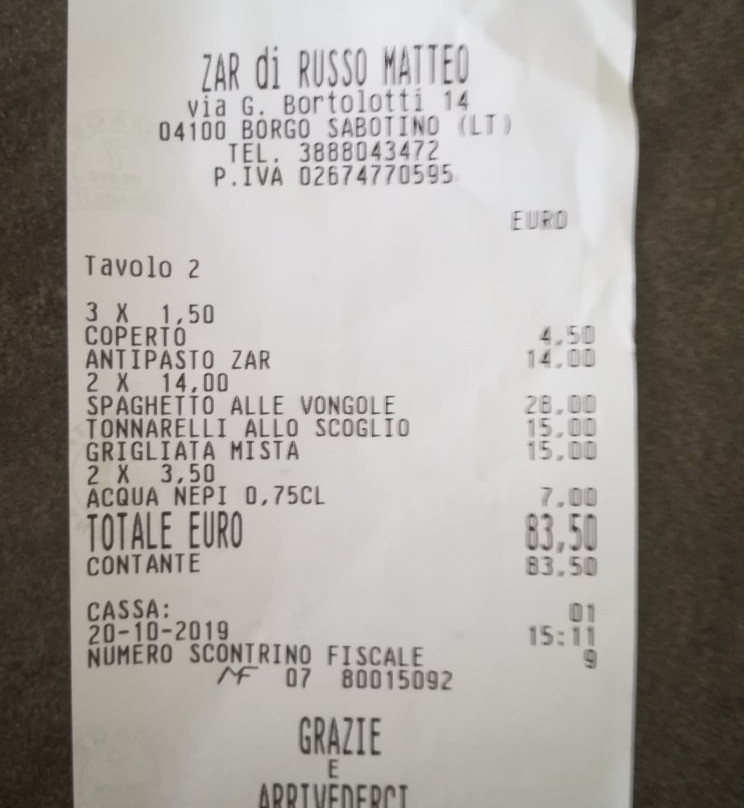 ZAR di RUSSO MATTEO
via G. Bortolotti 14
04100 BORGO SABOTINO (LT)
TEL. 3888043472
P.IVA 02674770595
EURO
Tavolo 2
3 X 1,50
COPERTO 4,50
ANTIPASTO ZAR 14,00
2 X 14,00
SPAGHETTO ALLE VONGOLE 28,00
TONNARELLI ALLO SCOGLIO 15,00
GRIGLIATA MISTA 15,00
2 X 3,50
ACQUA NEPI 0,75CL 7,00
TOTALE EURO 83,50
CONTANTE 83,50
CASSA: 01
20-10-2019 15:11
NUMERO SCONTRINO FISCALE 9
MF 07 80015092
GRAZIE
E
ARRIVEDERCI